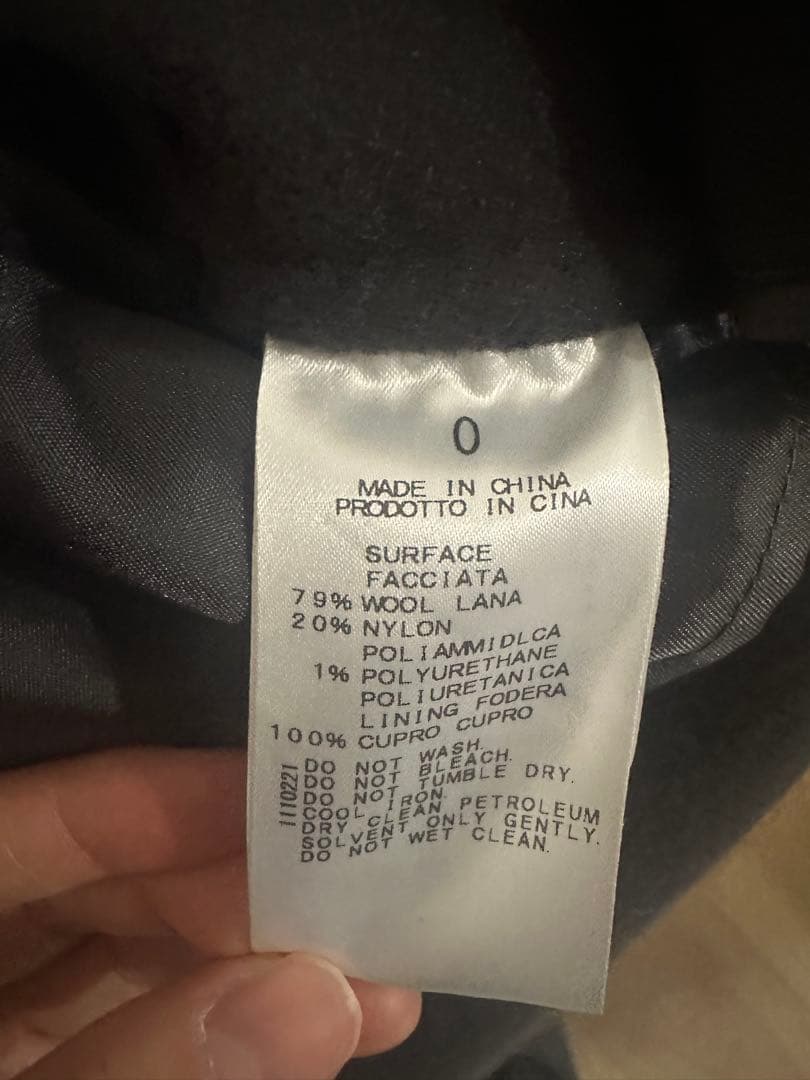 0
MADE IN CHINA
PRODOTTO IN CINA
SURFACE
FACCIATA
79% WOOL LANA
20% NYLON
POLIAMMIDLCA
1% POLYURETHANE
POLIURETANICA
LINING FODERA
100% CUPRO CUPRO
DO NOT WASH.
DO NOT BLEACH.
DO NOT TUMBLE DRY.
COOL IRON.
DRY CLEAN PETROLEUM
SOLVENT ONLY GENTLY.
DO NOT WET CLEAN.
1110221